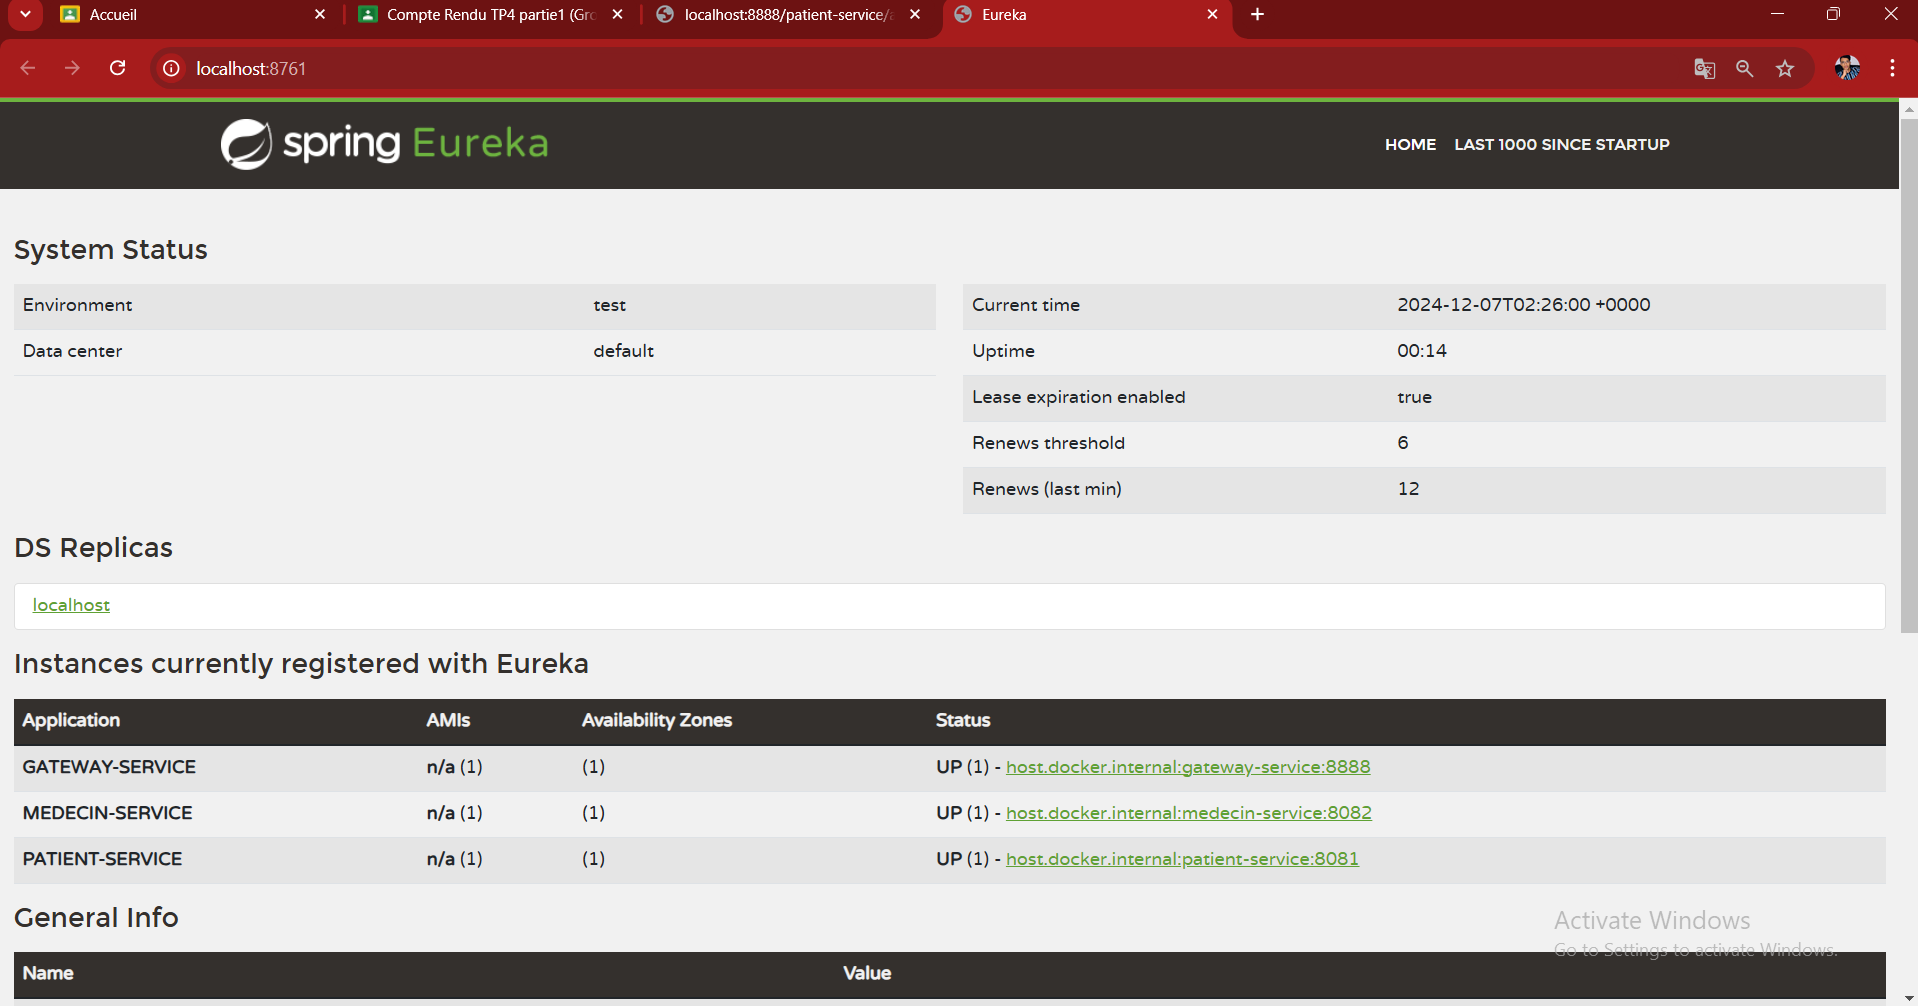 Accueil
Compte Rendu TP4 partie1 (Gro
localhost:8888/patient-service/a
Eureka
localhost:8761
spring Eureka
HOME LAST 1000 SINCE STARTUP
System Status
Environment test
Data center default
Current time 2024-12-07T02:26:00 +0000
Uptime 00:14
Lease expiration enabled true
Renews threshold 6
Renews (last min) 12
DS Replicas
localhost
Instances currently registered with Eureka
Application AMIs Availability Zones Status
GATEWAY-SERVICE n/a (1) (1) UP (1) - host.docker.internal:gateway-service:8888
MEDECIN-SERVICE n/a (1) (1) UP (1) - host.docker.internal:medecin-service:8082
PATIENT-SERVICE n/a (1) (1) UP (1) - host.docker.internal:patient-service:8081
General Info
Activate Windows
Go to Settings to activate Windows.
Name Value